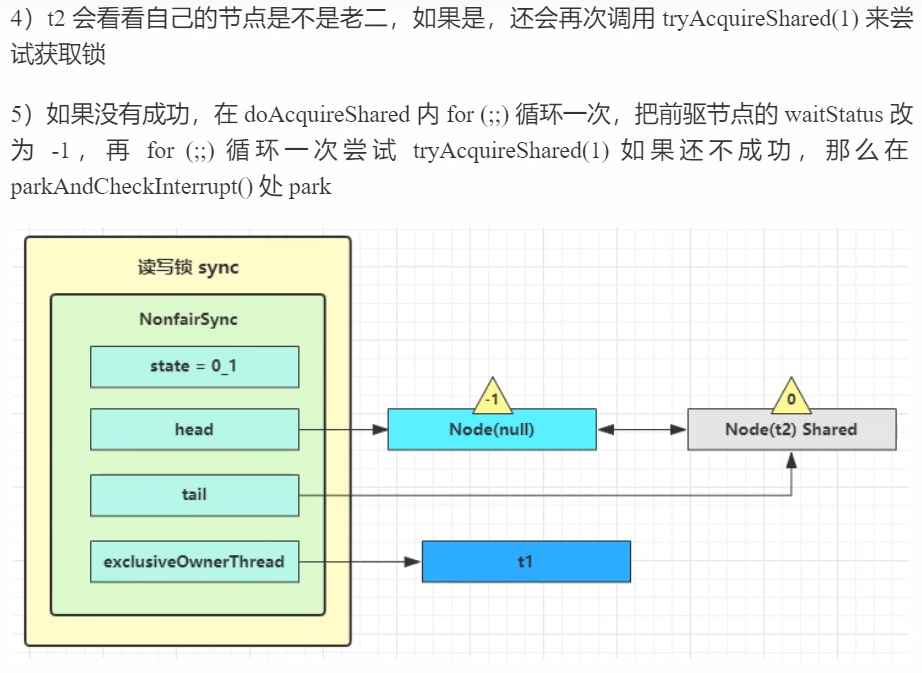 4）t2 会看看自己的节点是不是老二，如果是，还会再次调用 tryAcquireShared(1) 来尝
试获取锁
5）如果没有成功，在 doAcquireShared 内 for (;;) 循环一次，把前驱节点的 waitStatus 改
为 -1，再 for (;;) 循环一次尝试 tryAcquireShared(1) 如果还不成功，那么在
parkAndCheckInterrupt() 处 park
读写锁 sync
NonfairSync
state = 0_1
-1
0
head
Node(null)
Node(t2) Shared
tail
exclusiveOwnerThread
t1